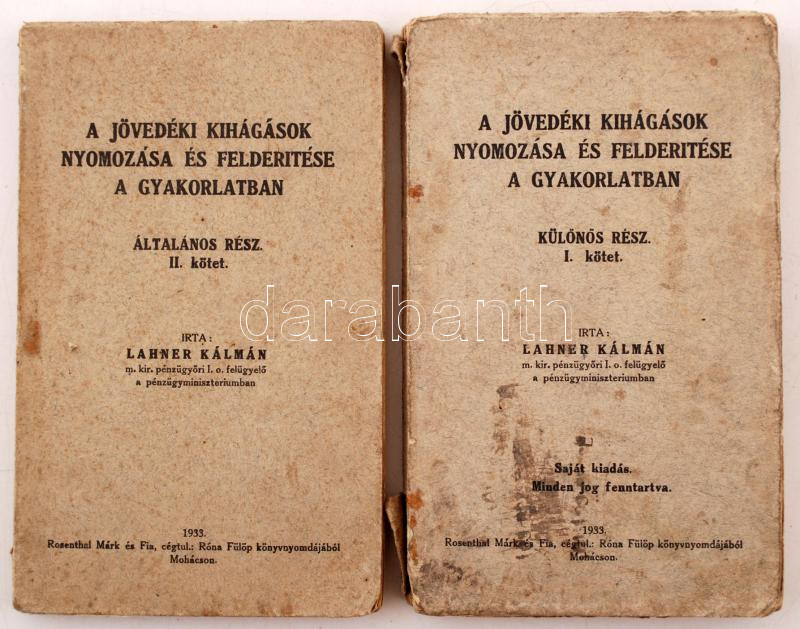 A JÖVEDÉKI KIHÁGÁSOK
NYOMOZÁSA ÉS FELDERITÉSE
A GYAKORLATBAN
ÁLTALÁNOS RÉSZ.
II. kötet.
IRTA:
LAHNER KÁLMÁN
m. kir. pénzügyőri I. o. felügyelő
a pénzügyminiszteriumban
1933.
Rosenthal Márk és Fia, cégtul.: Róna Fülöp könyvnyomdájából
Mohácson.
A JÖVEDÉKI KIHÁGÁSOK
NYOMOZÁSA ÉS FELDERITÉSE
A GYAKORLATBAN
KÜLÖNÖS RÉSZ.
I. kötet.
IRTA:
LAHNER KÁLMÁN
m. kir. pénzügyőri I. o. felügyelő
a pénzügyminiszteriumban
Saját kiadás.
Minden jog fenntartva.
1933.
Rosenthal Márk és Fia, cégtul.: Róna Fülöp könyvnyomdájából
Mohácson.
darabanth